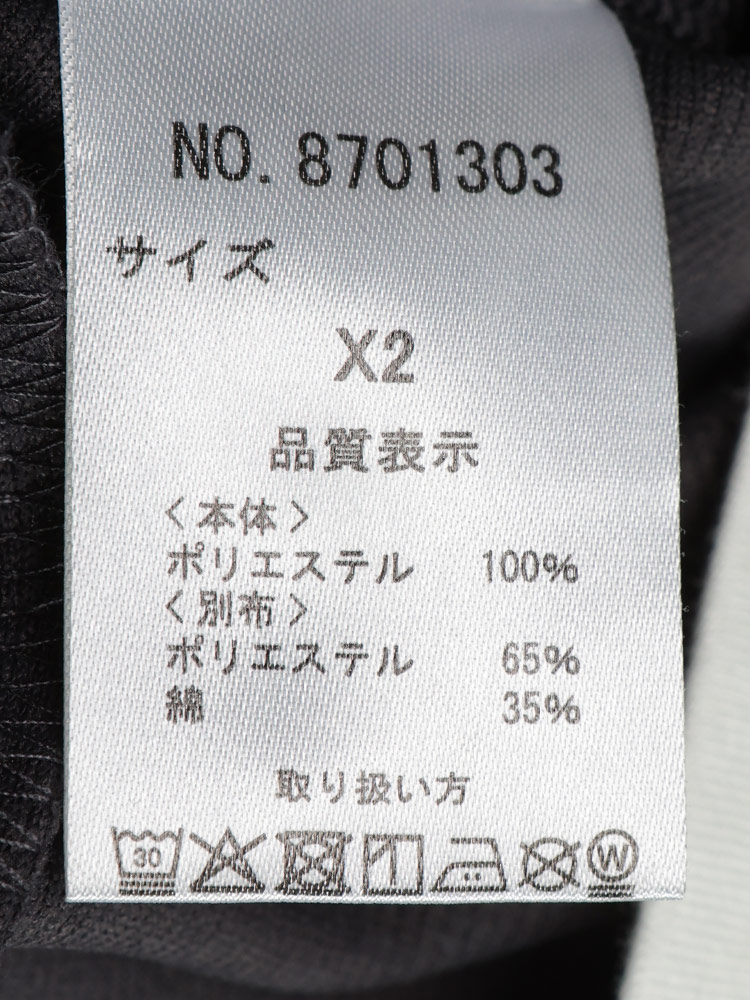 NO. 8701303
サイズ
X2
品質表示
〈本体〉
ポリエステル 100%
〈別布〉
ポリエステル 65%
綿 35%
取り扱い方
30 W